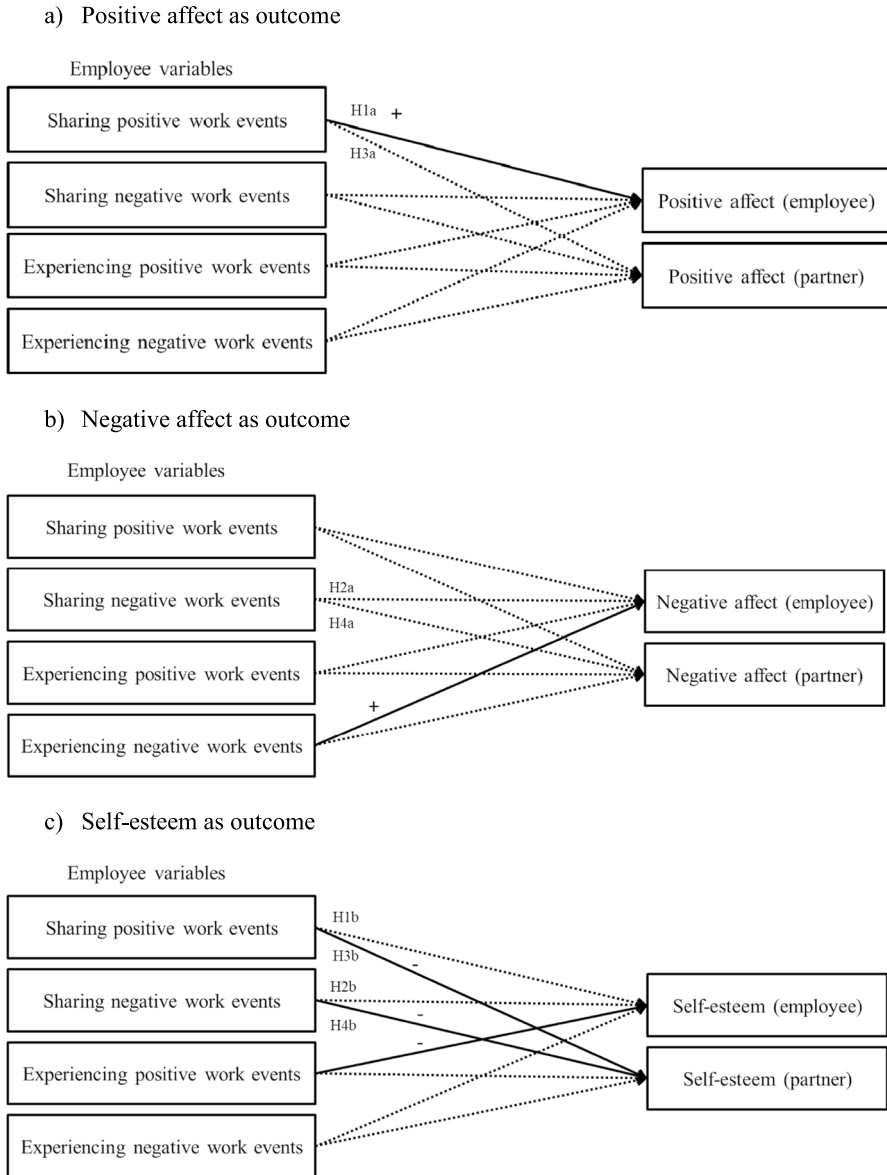 a) Positive affect as outcome
Employee variables
Sharing positive work events
H1a +
H3a
Sharing negative work events
Positive affect (employee)
Experiencing positive work events
Positive affect (partner)
Experiencing negative work events
b) Negative affect as outcome
Employee variables
Sharing positive work events
Sharing negative work events
H2a
H4a
Negative affect (employee)
Experiencing positive work events
Negative affect (partner)
+
Experiencing negative work events
c) Self-esteem as outcome
Employee variables
Sharing positive work events
H1b
H3b -
Sharing negative work events
H2b
-
H4b
-
Self-esteem (employee)
Experiencing positive work events
Self-esteem (partner)
Experiencing negative work events